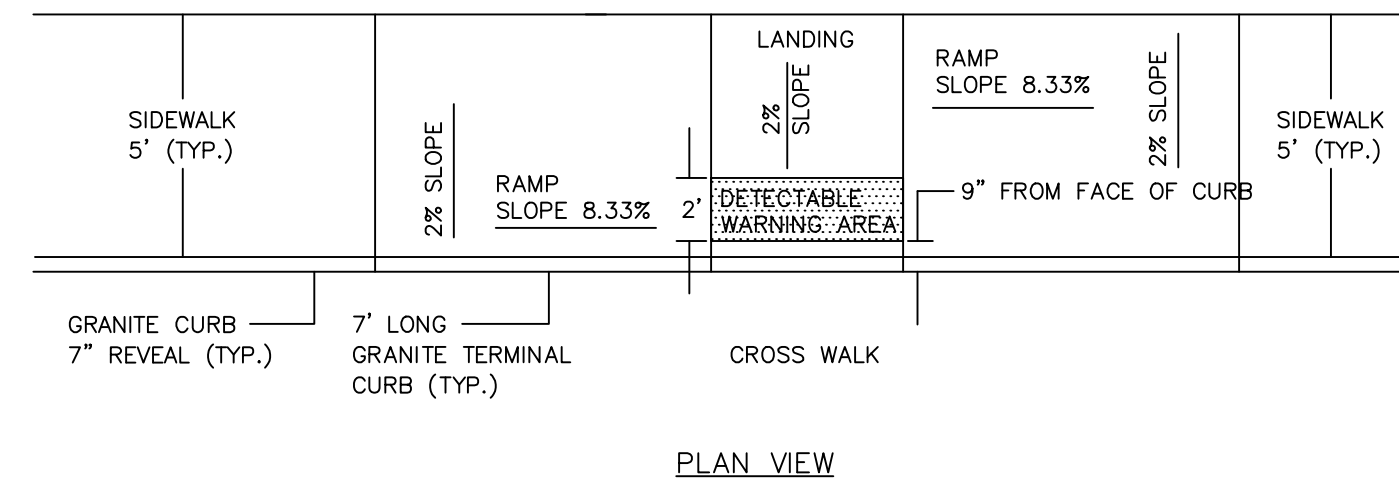 LANDING
2%
SLOPE
RAMP
SLOPE 8.33%
2% SLOPE
SIDEWALK
5' (TYP.)
SIDEWALK
5' (TYP.)
2% SLOPE
RAMP
SLOPE 8.33%
2'
DETECTABLE
WARNING AREA
9" FROM FACE OF CURB
GRANITE CURB
7" REVEAL (TYP.)
7' LONG
GRANITE TERMINAL
CURB (TYP.)
CROSS WALK
PLAN VIEW